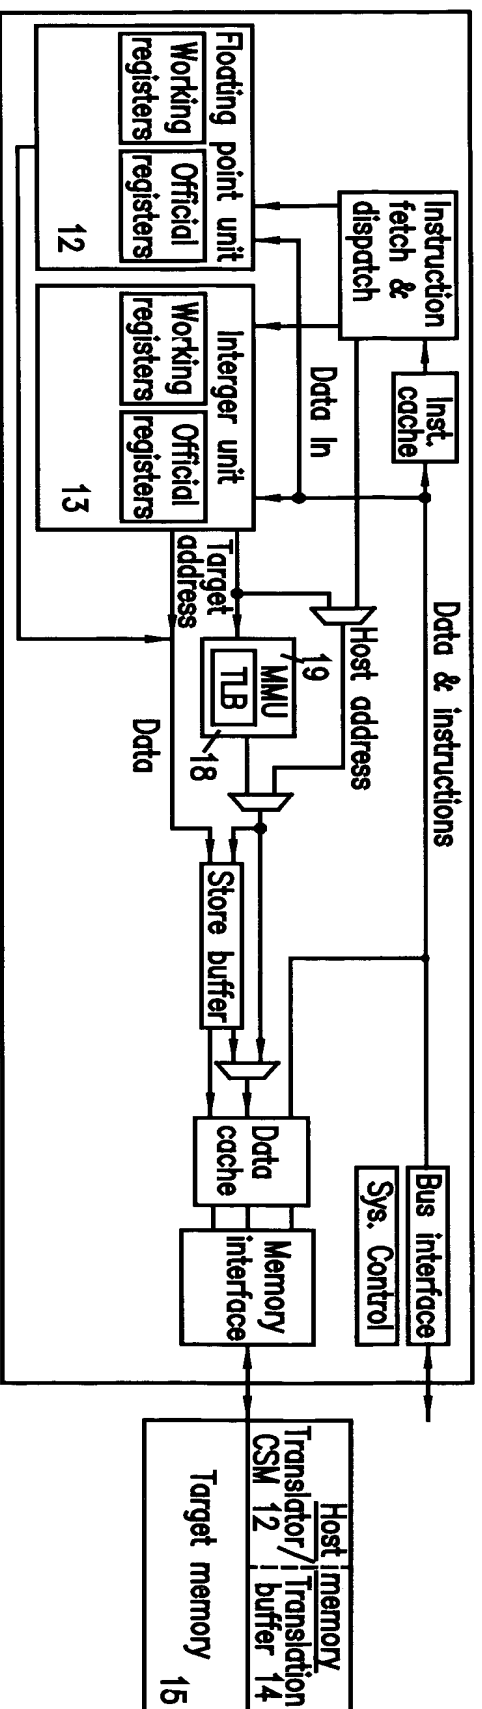 Floating point unit
Working
registers
Official
registers
12
Interger unit
Working
registers
Official
registers
13
Instruction
fetch &
dispatch
Inst.
cache
Data In
Data & instructions
Target
address
Host address
19
MMU
TLB
18
Data
Store buffer
Data
cache
Memory
interface
Bus interface
Sys. Control
Host memory
Translator/
CSM 12
Translation
buffer 14
Target memory
15